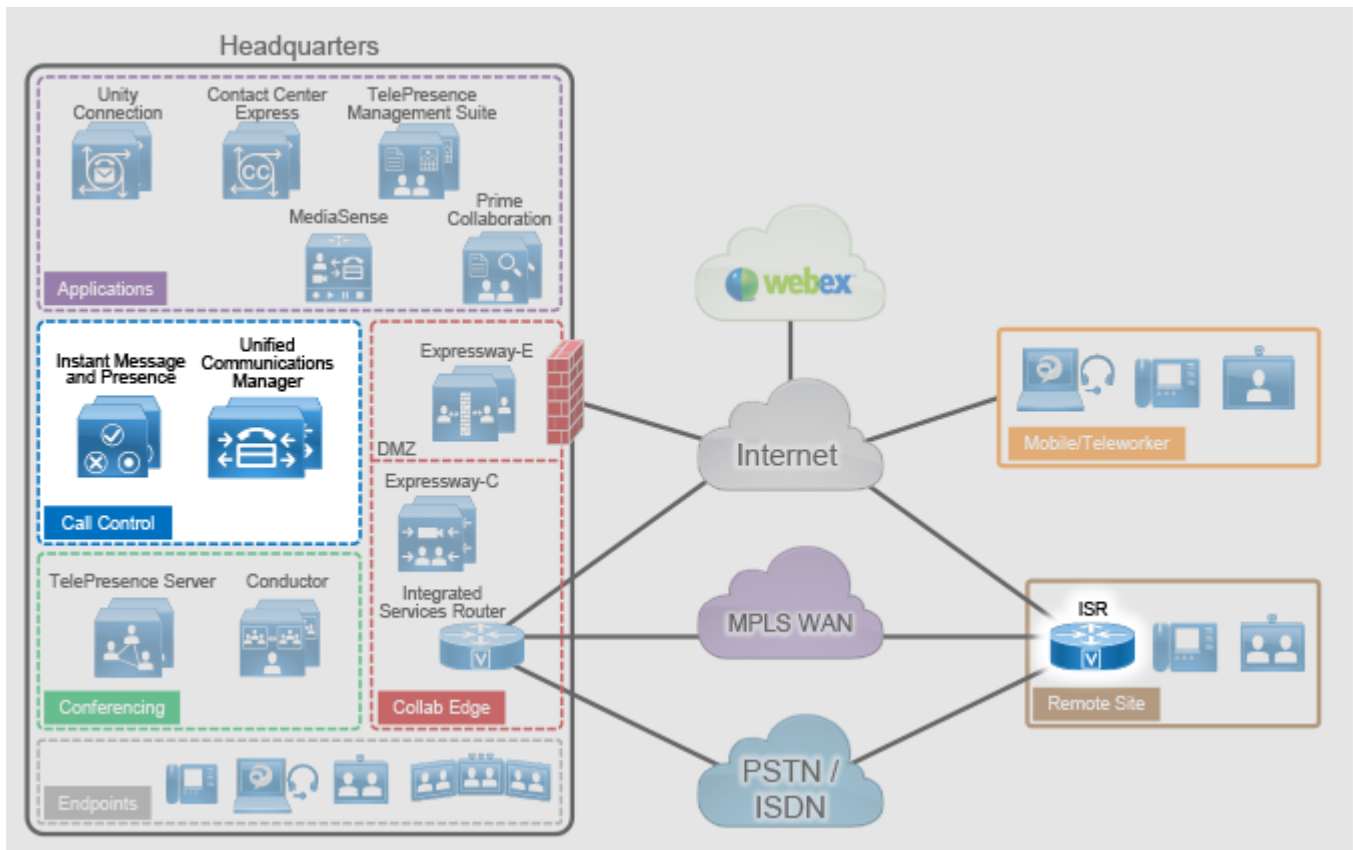 Headquarters
Unity
Connection
Contact Center
Express
TelePresence
Management Suite
MediaSense
Prime
Collaboration
Applications
Instant Message
and Presence
Unified
Communications
Manager
Call Control
Expressway-E
DMZ
Expressway-C
Integrated
Services Router
V
Collab Edge
TelePresence Server
Conductor
Conferencing
Endpoints
CC
webex
Internet
MPLS WAN
PSTN /
ISDN
Mobile/Teleworker
ISR
V
Remote Site